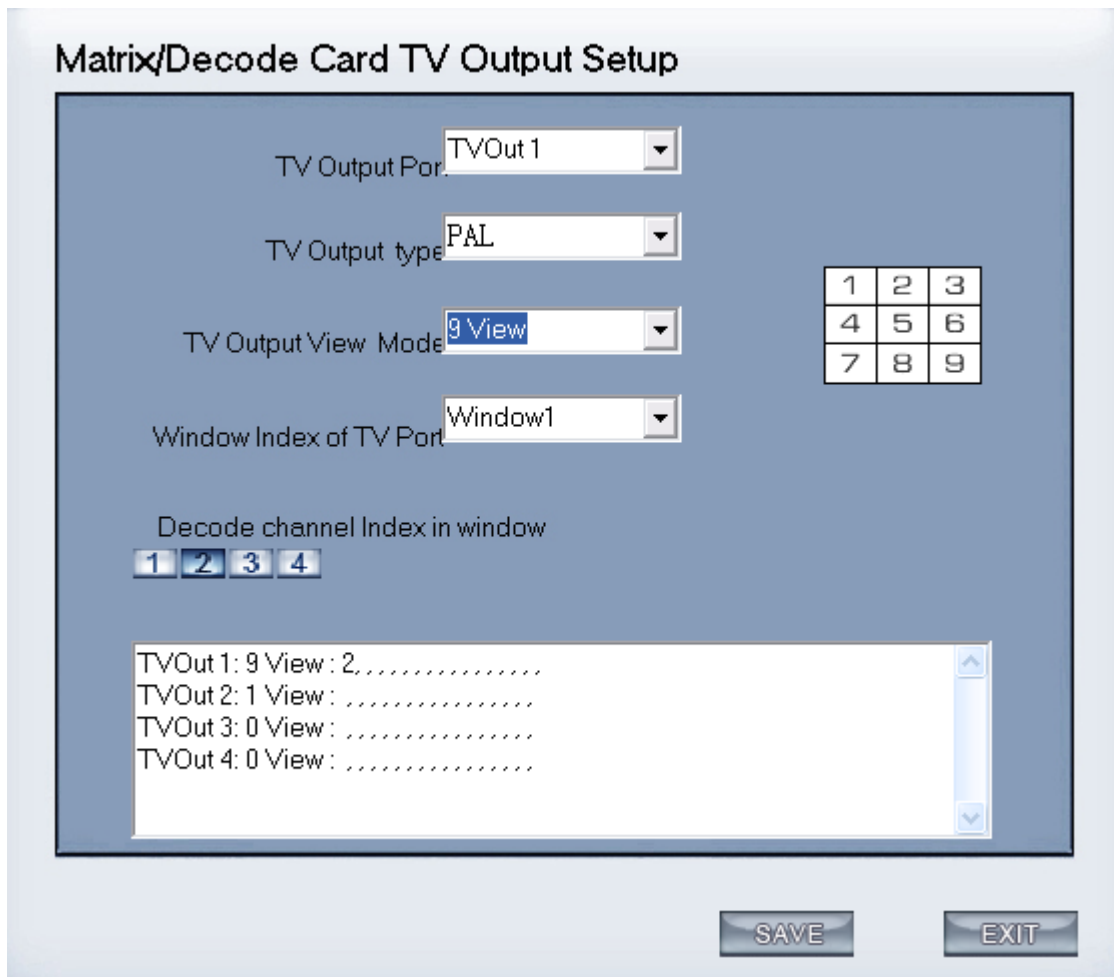 Matrix/Decode Card TV Output Setup
TV Output Por
TVOut 1
TV Output type
PAL
TV Output View Mode
9 View
1 2 3
4 5 6
7 8 9
Window Index of TV Port
Window1
Decode channel Index in window
1 2 3 4
TVOut 1: 9 View : 2, , , , , , , , , , , , , , , ,
TVOut 2: 1 View : , , , , , , , , , , , , , , , ,
TVOut 3: 0 View : , , , , , , , , , , , , , , , ,
TVOut 4: 0 View : , , , , , , , , , , , , , , , ,
SAVE EXIT